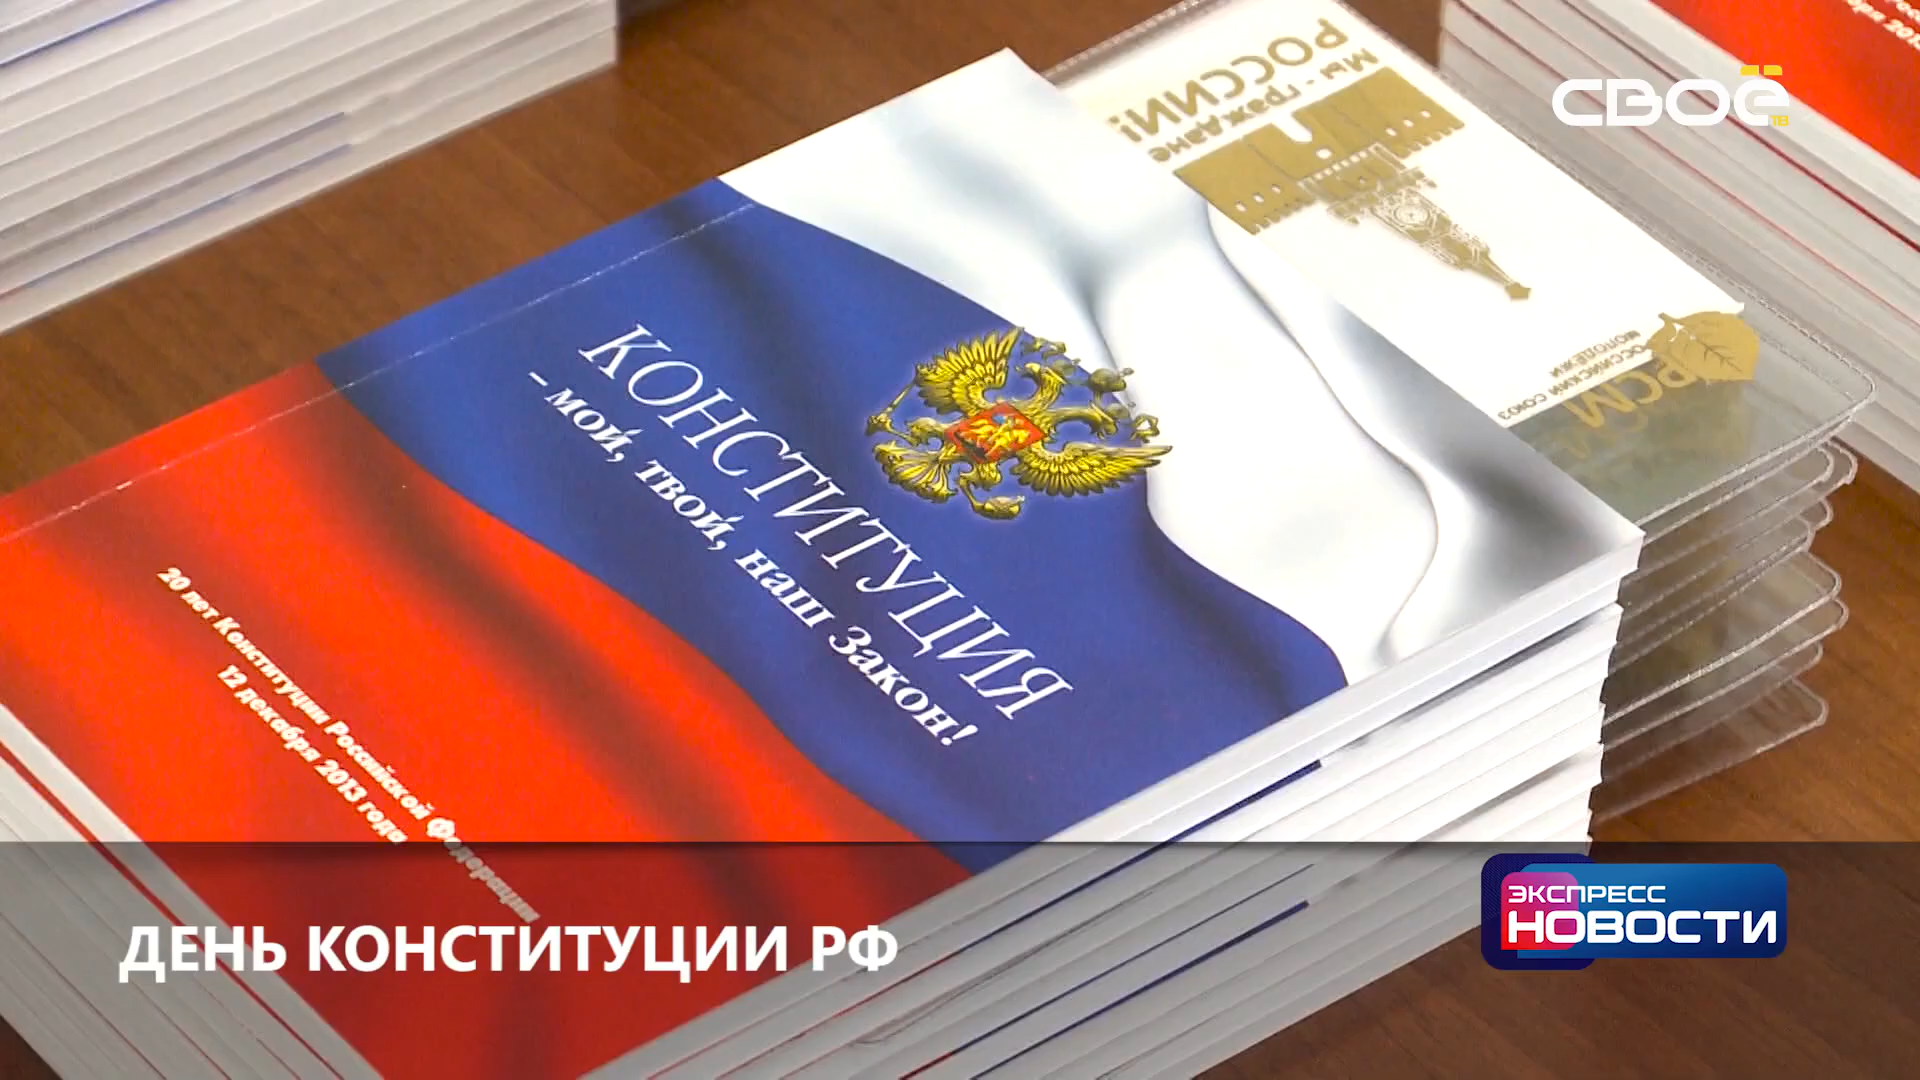 СВОЁ
ТВ
Мы - граждане
РОССИИ!
РСМ
РОССИЙСКИЙ СОЮЗ
МОЛОДЕЖИ
КОНСТИТУЦИЯ
– мой, твой, наш Закон!
20 лет Конституции Российской Федерации
12 декабря 2013 года
ДЕНЬ КОНСТИТУЦИИ РФ
ЭКСПРЕСС
НОВОСТИ